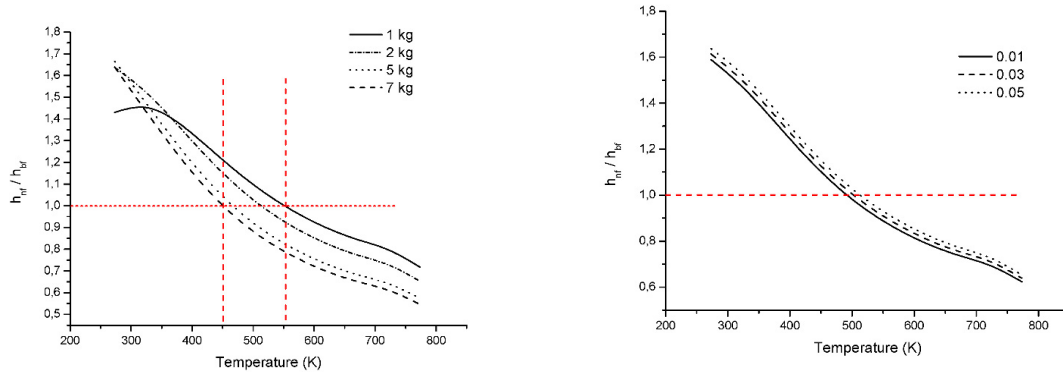 1,8
1,7
1,6
1,5
1,4
1,3
1,2
1,1
1,0
0,9
0,8
0,7
0,6
0,5
h_nf / h_bf
200 300 400 500 600 700 800
Temperature (K)
1 kg
2 kg
5 kg
7 kg
1,8
1,6
1,4
1,2
1,0
0,8
0,6
h_nf / h_bf
200 300 400 500 600 700 800
Temperature (K)
0.01
0.03
0.05